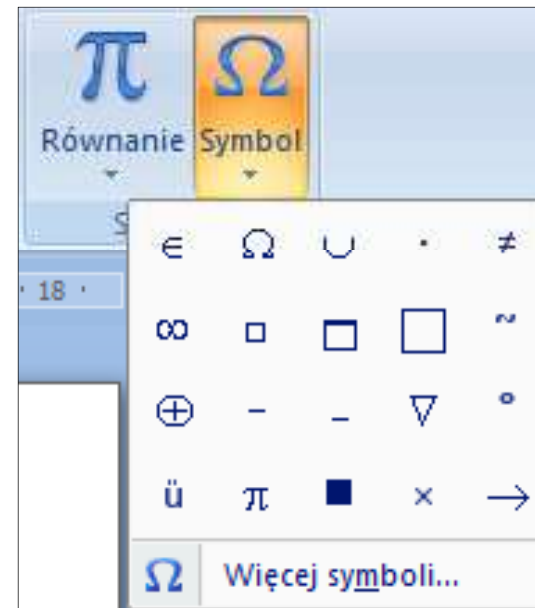 π Ω
Równanie Symbol
S
· 18 ·
∈ Ω ∪ · ≠
∞ □ □ □ ~
⊕ − – ∇ °
ü π ■ × →
Ω Więcej symboli...